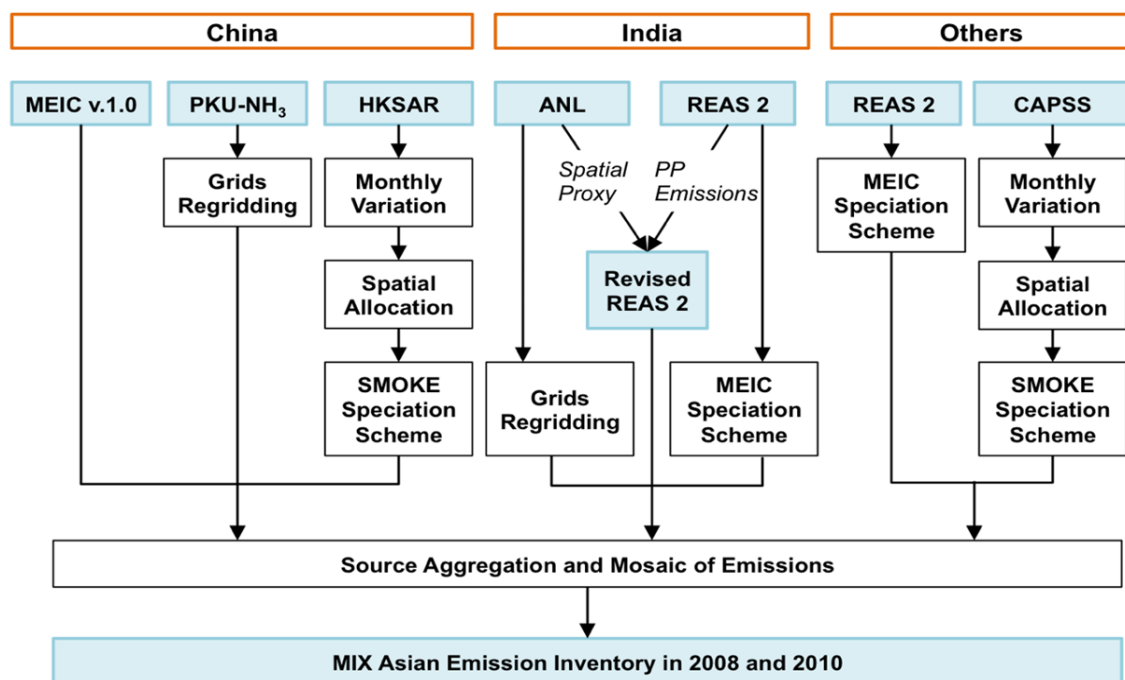 China
India
Others
MEIC v.1.0
PKU-NH₃
HKSAR
ANL
REAS 2
REAS 2
CAPSS
Grids
Regridding
Monthly
Variation
Spatial
Allocation
SMOKE
Speciation
Scheme
Spatial
Proxy
PP
Emissions
Revised
REAS 2
Grids
Regridding
MEIC
Speciation
Scheme
MEIC
Speciation
Scheme
Monthly
Variation
Spatial
Allocation
SMOKE
Speciation
Scheme
Source Aggregation and Mosaic of Emissions
MIX Asian Emission Inventory in 2008 and 2010